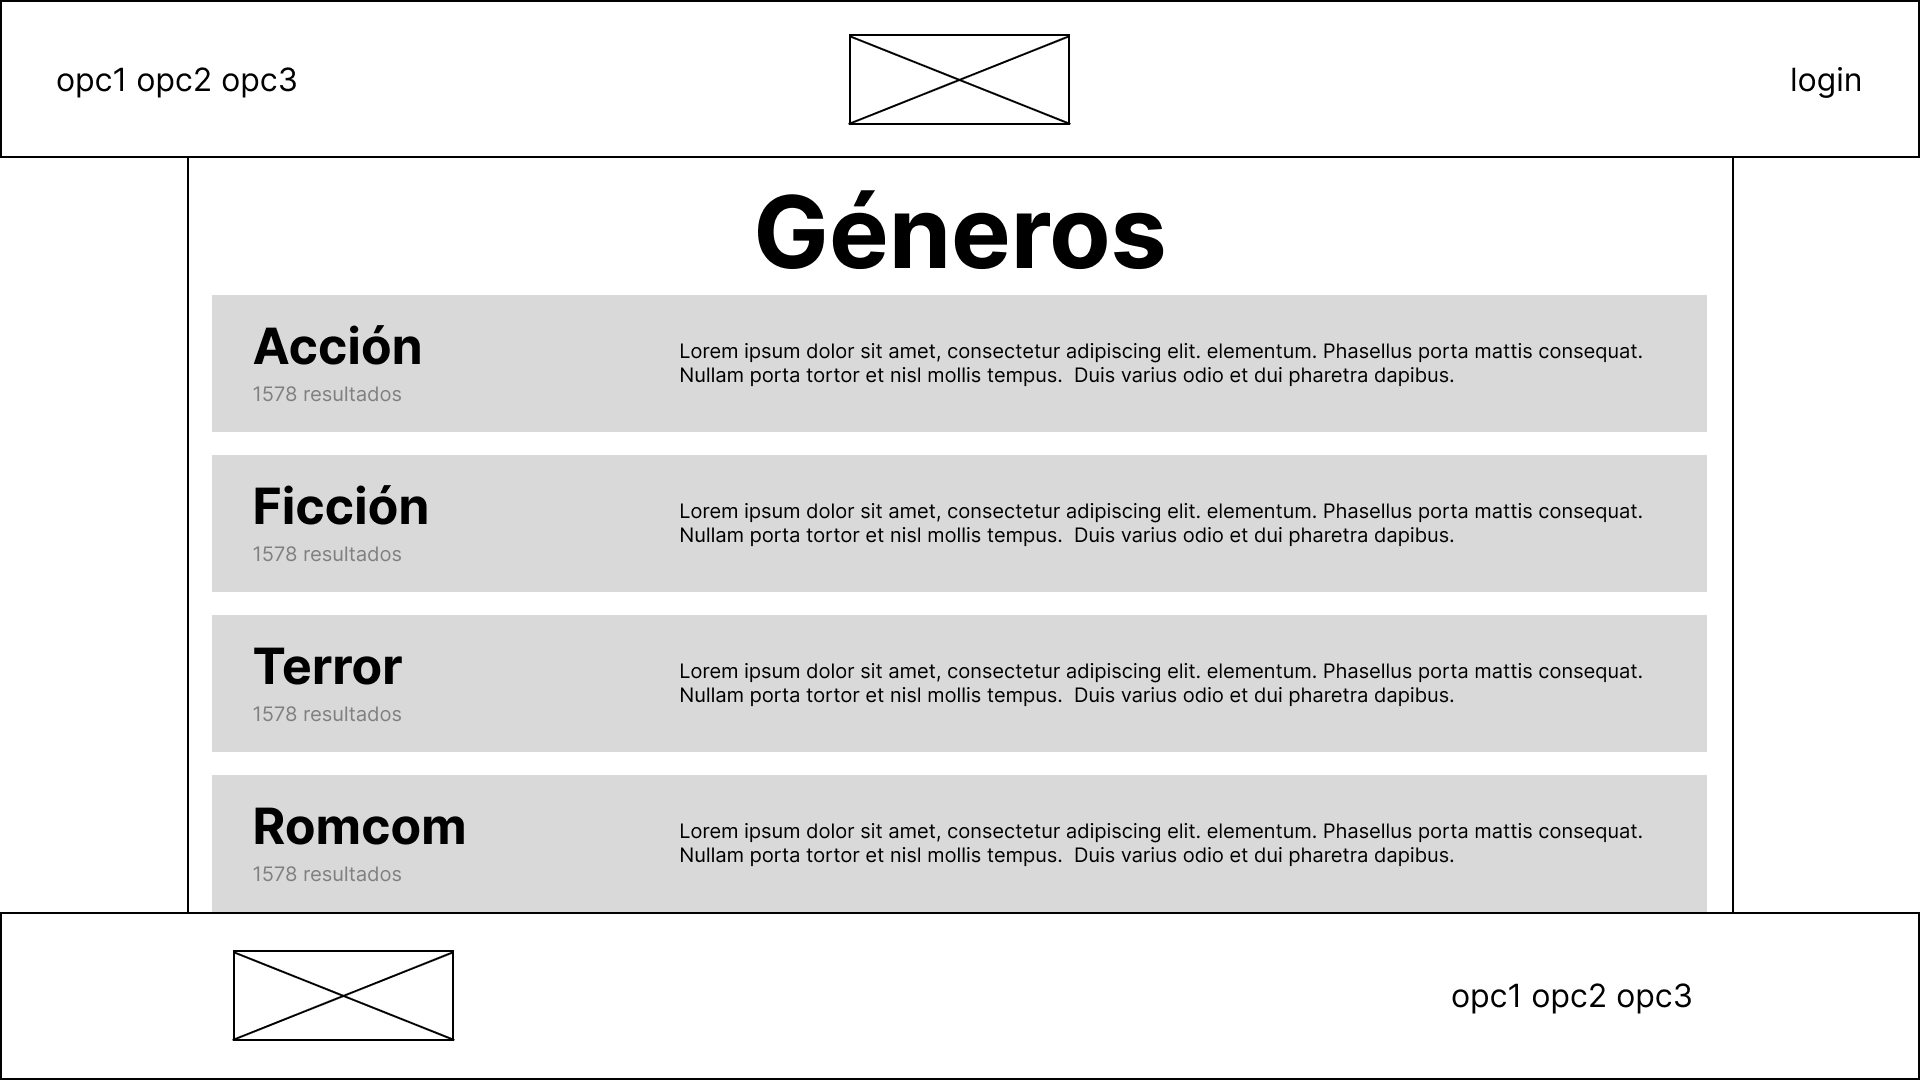 opc1 opc2 opc3
login
Géneros
Acción
1578 resultados
Lorem ipsum dolor sit amet, consectetur adipiscing elit. elementum. Phasellus porta mattis consequat.
Nullam porta tortor et nisl mollis tempus.  Duis varius odio et dui pharetra dapibus.
Ficción
1578 resultados
Lorem ipsum dolor sit amet, consectetur adipiscing elit. elementum. Phasellus porta mattis consequat.
Nullam porta tortor et nisl mollis tempus.  Duis varius odio et dui pharetra dapibus.
Terror
1578 resultados
Lorem ipsum dolor sit amet, consectetur adipiscing elit. elementum. Phasellus porta mattis consequat.
Nullam porta tortor et nisl mollis tempus.  Duis varius odio et dui pharetra dapibus.
Romcom
1578 resultados
Lorem ipsum dolor sit amet, consectetur adipiscing elit. elementum. Phasellus porta mattis consequat.
Nullam porta tortor et nisl mollis tempus.  Duis varius odio et dui pharetra dapibus.
opc1 opc2 opc3